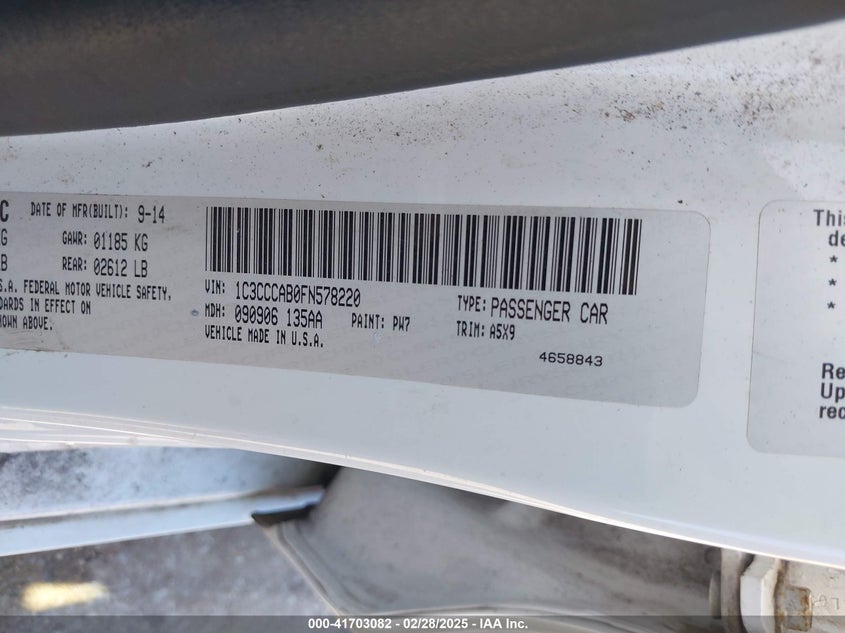 C DATE OF MFR(BUILT): 9-14
G GAWR: 01185 KG
B REAR: 02612 LB
S.A. FEDERAL MOTOR VEHICLE SAFETY,
DARDS IN EFFECT ON
HOWN ABOVE.
VIN: 1C3CCCAB0FN578220
MDH: 090906 135AA PAINT: PW7
VEHICLE MADE IN U.S.A.
TYPE: PASSENGER CAR
TRIM: A5X9
4658843
This
de
*
*
*
Re
Up
rec
000-41703082 - 02/28/2025 - IAA Inc.